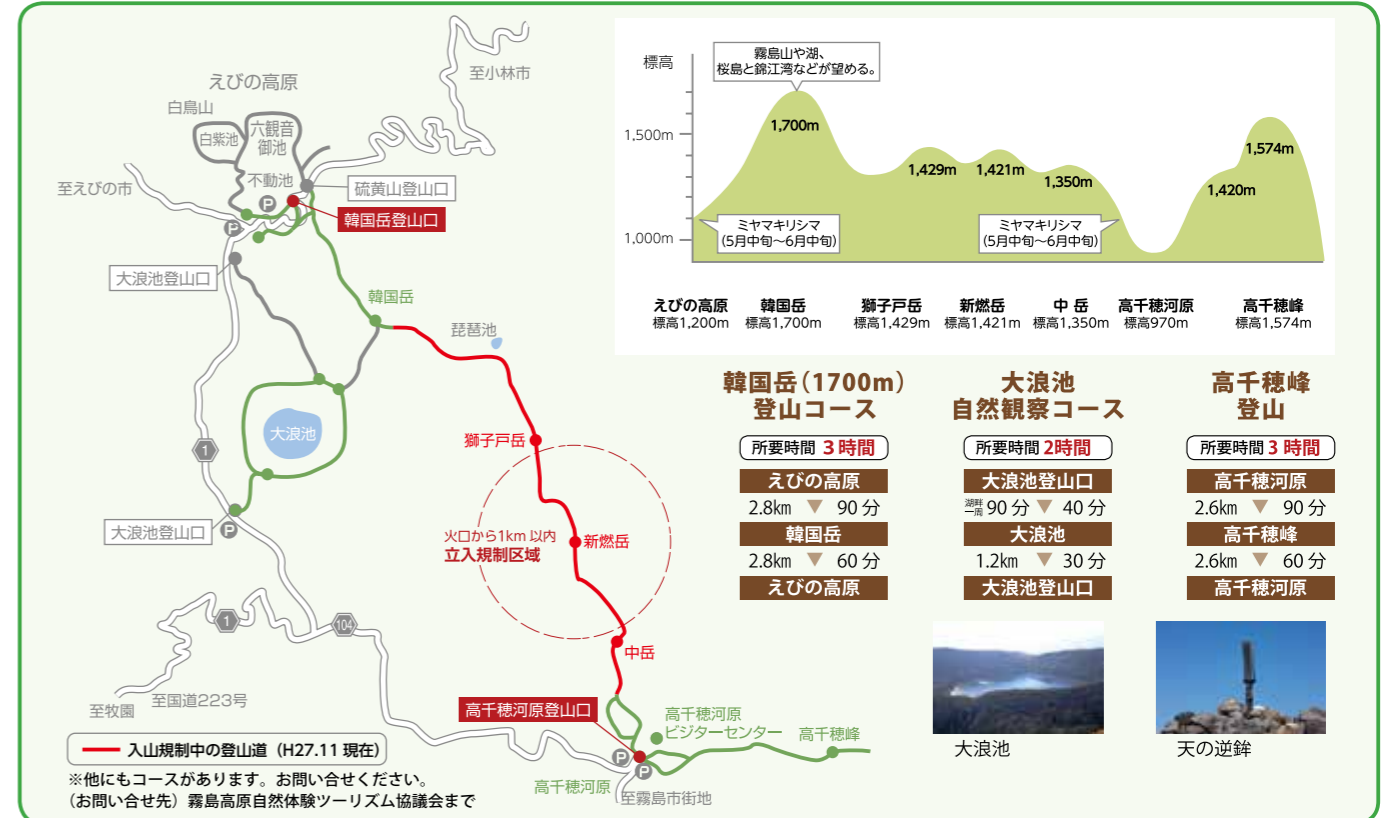 至小林市
えびの高原
白鳥山
白紫池
六観音
御池
至えびの市
不動池
P
硫黄山登山口
韓国岳登山口
P
大浪池登山口
韓国岳
琵琶池
大浪池
獅子戸岳
1
火口から1km 以内
立入規制区域
新燃岳
大浪池登山口
P
1
104
中岳
至国道223号
至牧園
高千穂河原登山口
高千穂河原
ビジターセンター
高千穂峰
P
P
高千穂河原
至霧島市街地
入山規制中の登山道（H27.11 現在）
※他にもコースがあります。お問い合せください。
（お問い合せ先）霧島高原自然体験ツーリズム協議会まで
標高
霧島山や湖、
桜島と錦江湾などが望める。
1,500m
1,000m
1,700m
1,429m
1,421m
1,350m
1,420m
1,574m
ミヤマキリシマ
（5月中旬〜6月中旬）
ミヤマキリシマ
（5月中旬〜6月中旬）
えびの高原
標高1,200m
韓国岳
標高1,700m
獅子戸岳
標高1,429m
新燃岳
標高1,421m
中 岳
標高1,350m
高千穂河原
標高970m
高千穂峰
標高1,574m
韓国岳（1700m）
登山コース
所要時間 3 時間
えびの高原
2.8km ▼ 90 分
韓国岳
2.8km ▼ 60 分
えびの高原
大浪池
自然観察コース
所要時間 2時間
大浪池登山口
湖畔一周 90 分 ▼ 40 分
大浪池
1.2km ▼ 30 分
大浪池登山口
高千穂峰
登山
所要時間 3 時間
高千穂河原
2.6km ▼ 90 分
高千穂峰
2.6km ▼ 60 分
高千穂河原
大浪池
天の逆鉾